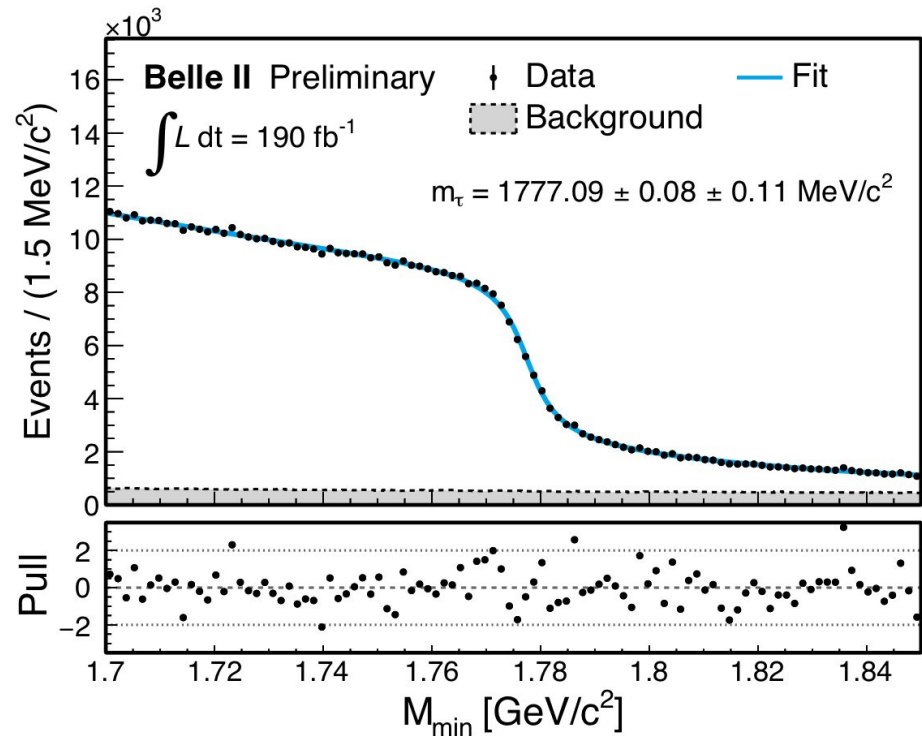 ×10³
Events / (1.5 MeV/c²)
16
14
12
10
8
6
4
2
0
Belle II Preliminary
∫L dt = 190 fb⁻¹
Data
Fit
Background
m_τ = 1777.09 ± 0.08 ± 0.11 MeV/c²
Pull
2
0
−2
1.7 1.72 1.74 1.76 1.78 1.8 1.82 1.84
M_min [GeV/c²]